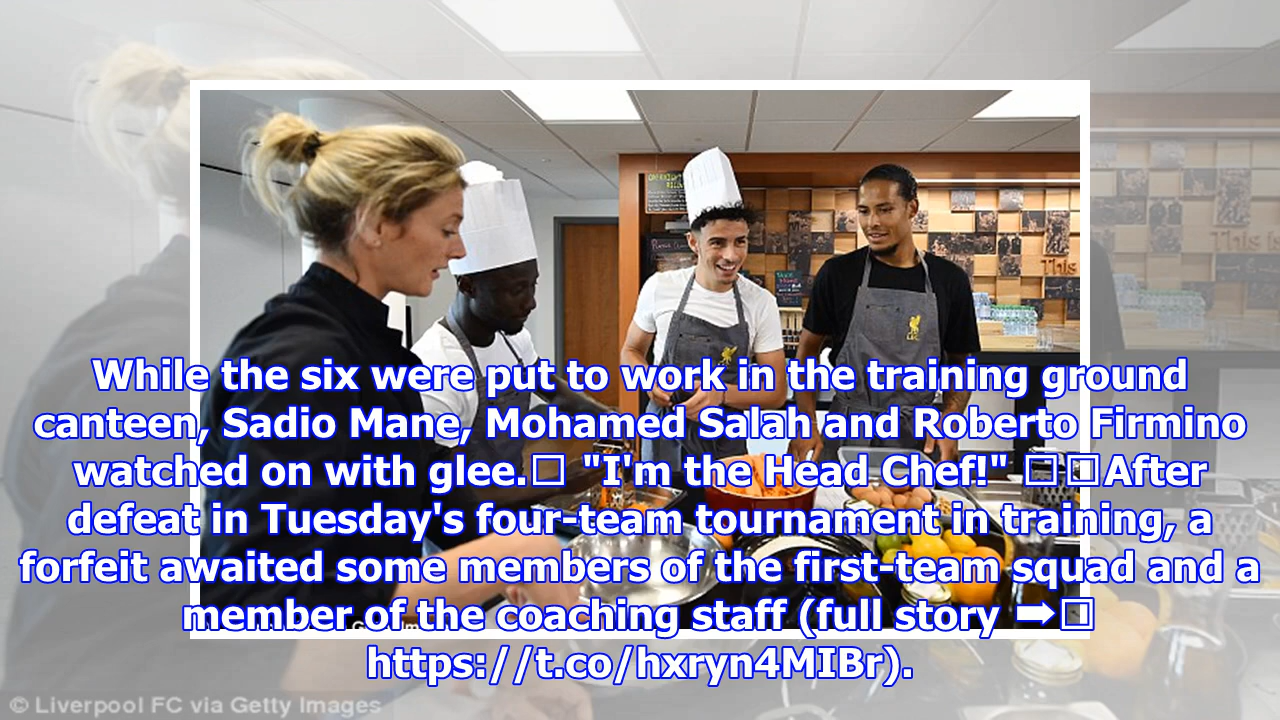 While the six were put to work in the training ground
canteen, Sadio Mane, Mohamed Salah and Roberto Firmino
watched on with glee.□ "I'm the Head Chef!" □□After
defeat in Tuesday's four-team tournament in training, a
forfeit awaited some members of the first-team squad and a
member of the coaching staff (full story ➡□
https://t.co/hxryn4MIBr).
This is
This
© Liverpool FC via Getty Images